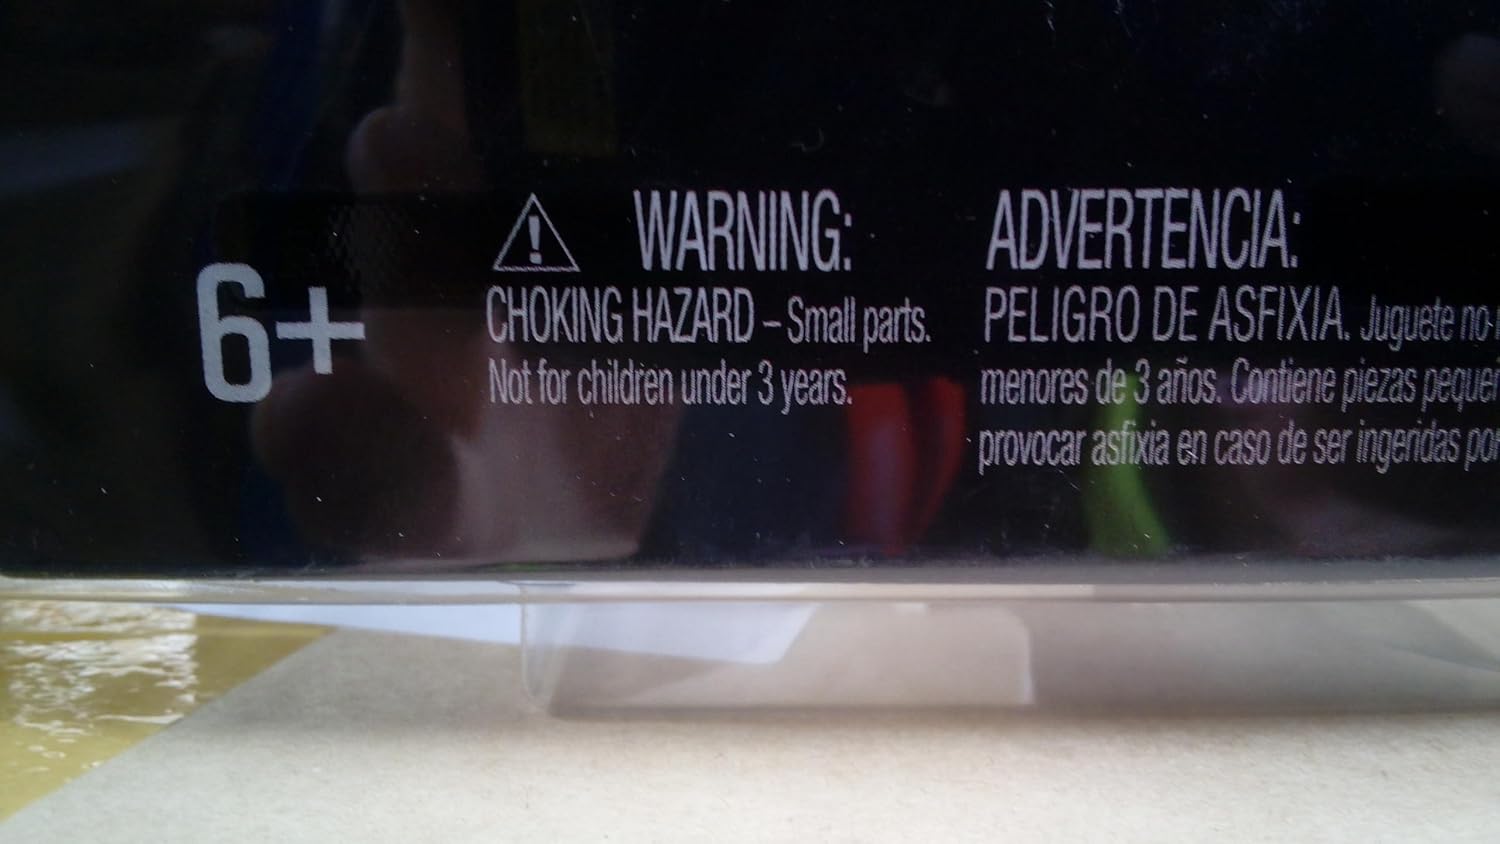 6+
WARNING:
CHOKING HAZARD – Small parts.
Not for children under 3 years.
ADVERTENCIA:
PELIGRO DE ASFIXIA. Juguete no
menores de 3 años. Contiene piezas
provocar asfixia en caso de ser ingeridas